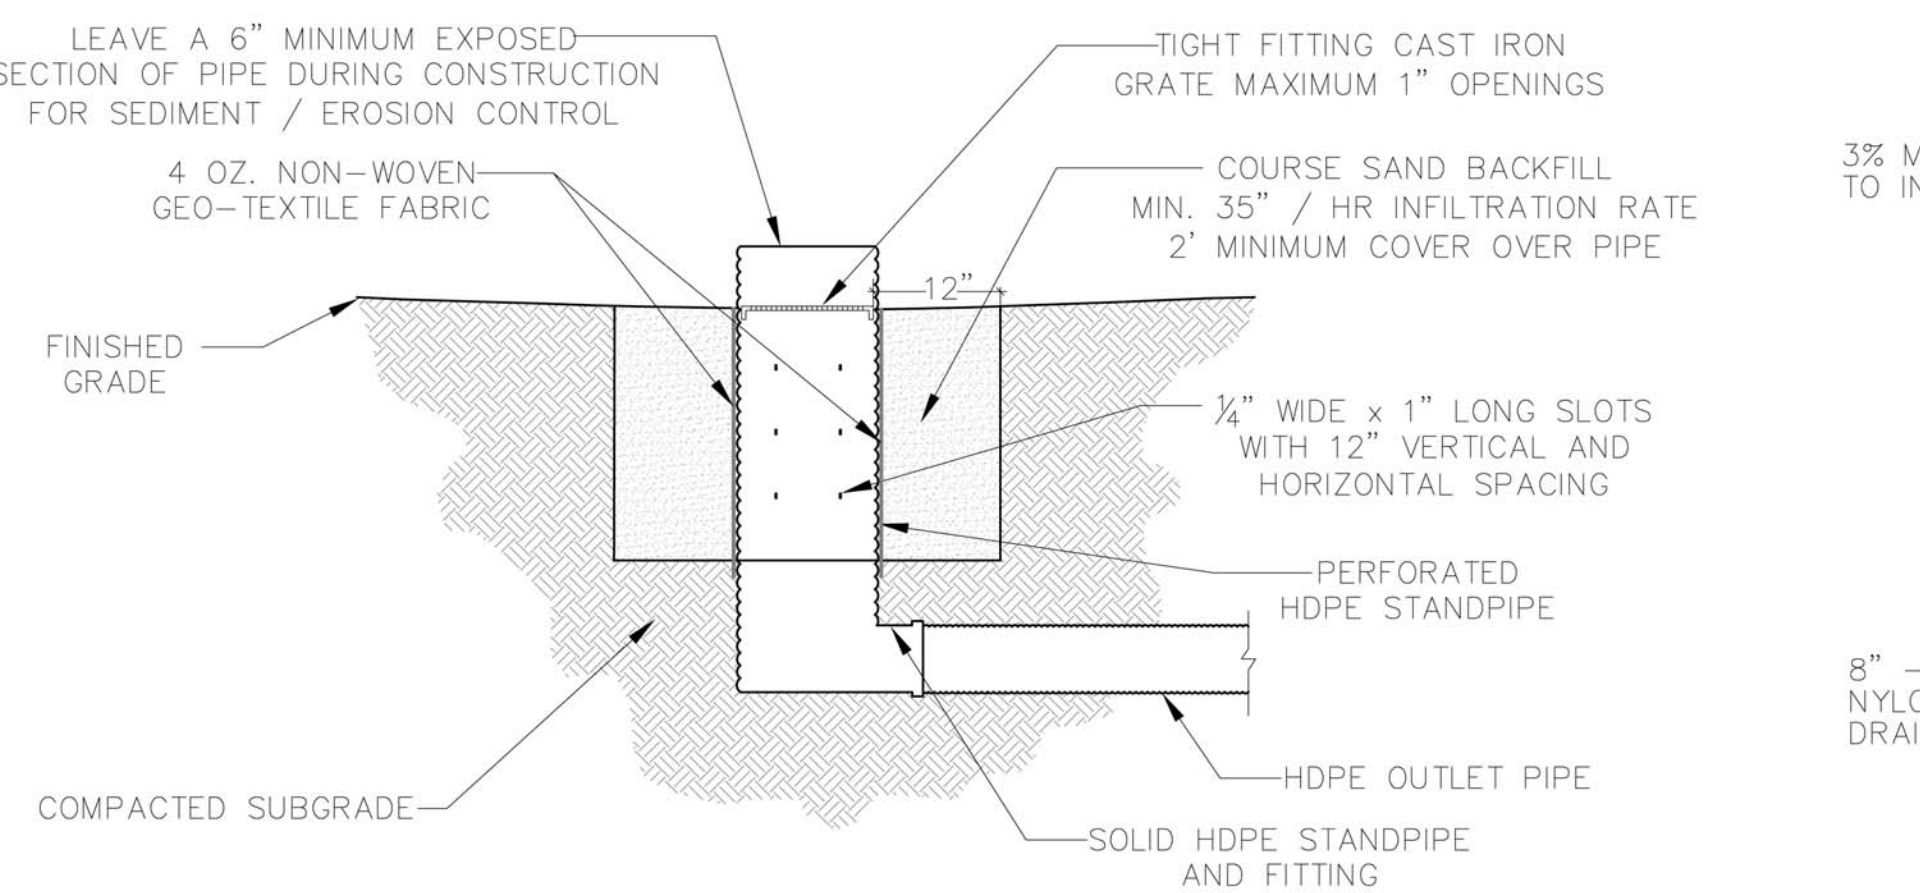 LEAVE A 6” MINIMUM EXPOSED
SECTION OF PIPE DURING CONSTRUCTION
FOR SEDIMENT / EROSION CONTROL
4 OZ. NON-WOVEN
GEO-TEXTILE FABRIC
FINISHED
GRADE
COMPACTED SUBGRADE
TIGHT FITTING CAST IRON
GRATE MAXIMUM 1” OPENINGS
COURSE SAND BACKFILL
MIN. 35” / HR INFILTRATION RATE
2’ MINIMUM COVER OVER PIPE
12”
¼” WIDE x 1” LONG SLOTS
WITH 12” VERTICAL AND
HORIZONTAL SPACING
PERFORATED
HDPE STANDPIPE
HDPE OUTLET PIPE
SOLID HDPE STANDPIPE
AND FITTING
3%
TO
8”